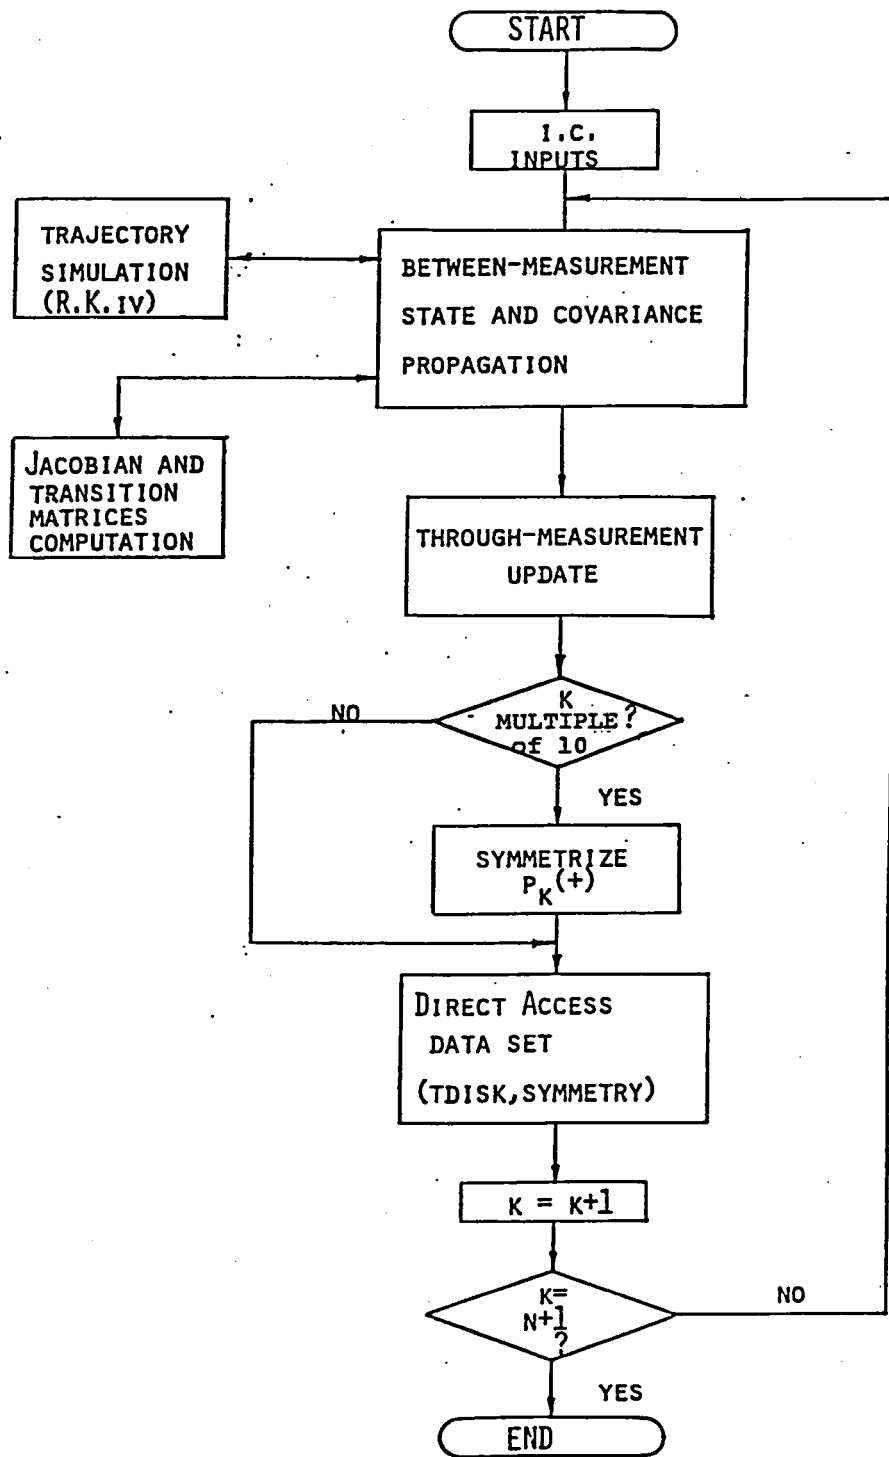 START
I.C.
INPUTS
TRAJECTORY
SIMULATION
(R.K.IV)
BETWEEN-MEASUREMENT
STATE AND COVARIANCE
PROPAGATION
JACOBIAN AND
TRANSITION
MATRICES
COMPUTATION
THROUGH-MEASUREMENT
UPDATE
NO
K
MULTIPLE?
of 10
YES
SYMMETRIZE
P_K(+)
DIRECT ACCESS
DATA SET
(TDISK,SYMMETRY)
K = K+1
K=
N+1
?
NO
YES
END